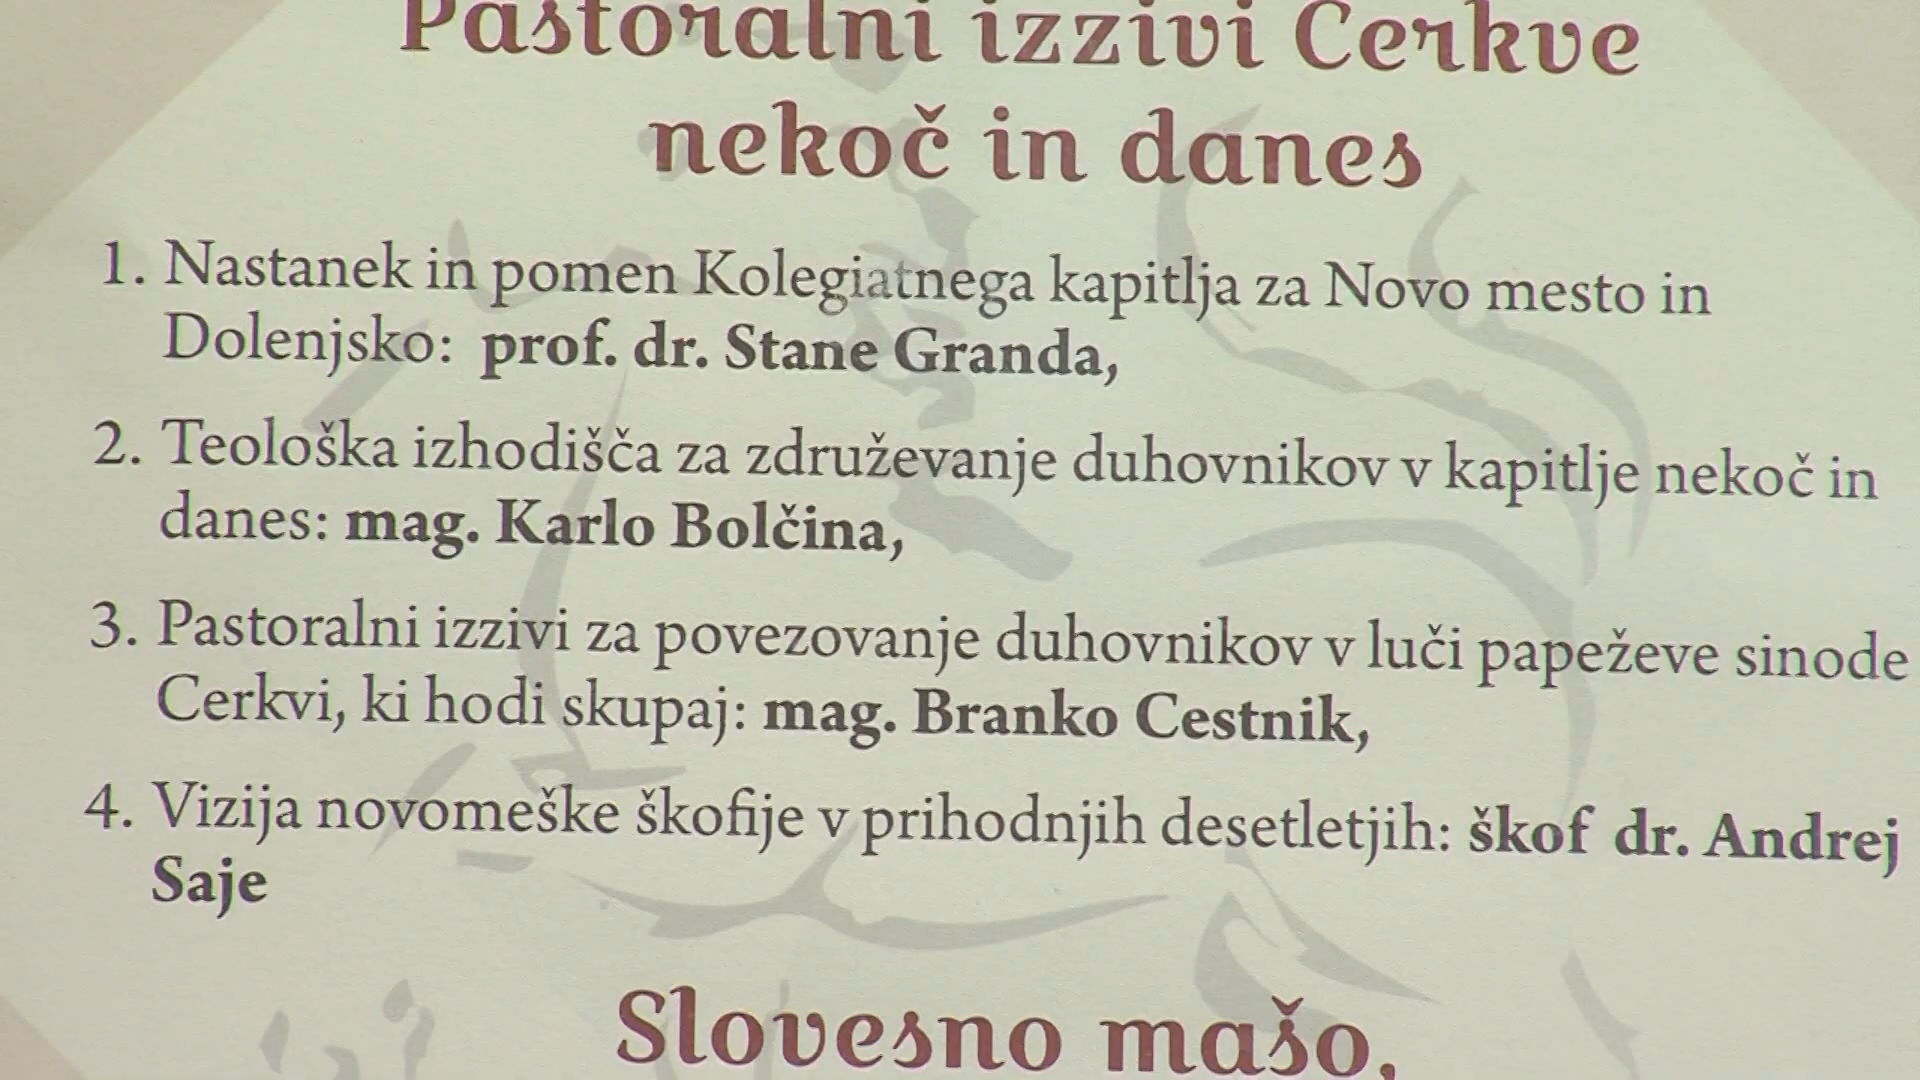 Pastoralni izzivi Cerkve
nekoč in danes
1. Nastanek in pomen Kolegiatnega kapitlja za Novo mesto in
Dolenjsko: prof. dr. Stane Granda,
2. Teološka izhodišča za združevanje duhovnikov v kapitlje nekoč in
danes: mag. Karlo Bolčina,
3. Pastoralni izzivi za povezovanje duhovnikov v luči papeževe sinode
Cerkvi, ki hodi skupaj: mag. Branko Cestnik,
4. Vizija novomeške škofije v prihodnjih desetletjih: škof dr. Andrej
Saje
Slovesno mašo,